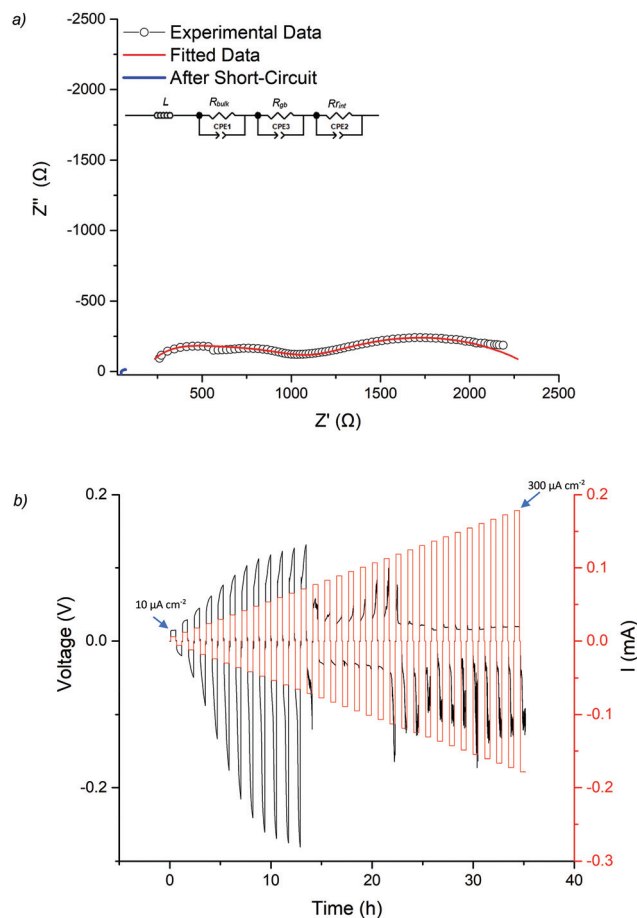 a)
-2500
-2000
-1500
-1000
-500
0
Z'' (Ω)
Experimental Data
Fitted Data
After Short-Circuit
L
Rbulk
Rgb
Rrint
CPE1
CPE3
CPE2
500
1000
1500
2000
2500
Z' (Ω)
b)
0.2
0.0
-0.2
Voltage (V)
10 µA cm-2
300 µA cm-2
0.2
0.1
0.0
-0.1
-0.2
-0.3
I (mA)
0
10
20
30
40
Time (h)